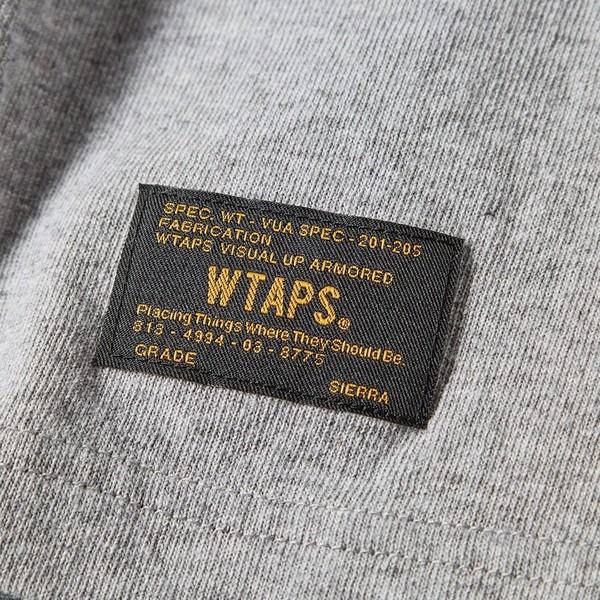 SPEC. WT - VUA SPEC - 201-205
FABRICATION
WTAPS VISUAL UP ARMORED
WTAPS®
Placing Things Where They Should Be.
813 - 4994 - 03 - 8775
GRADE
SIERRA